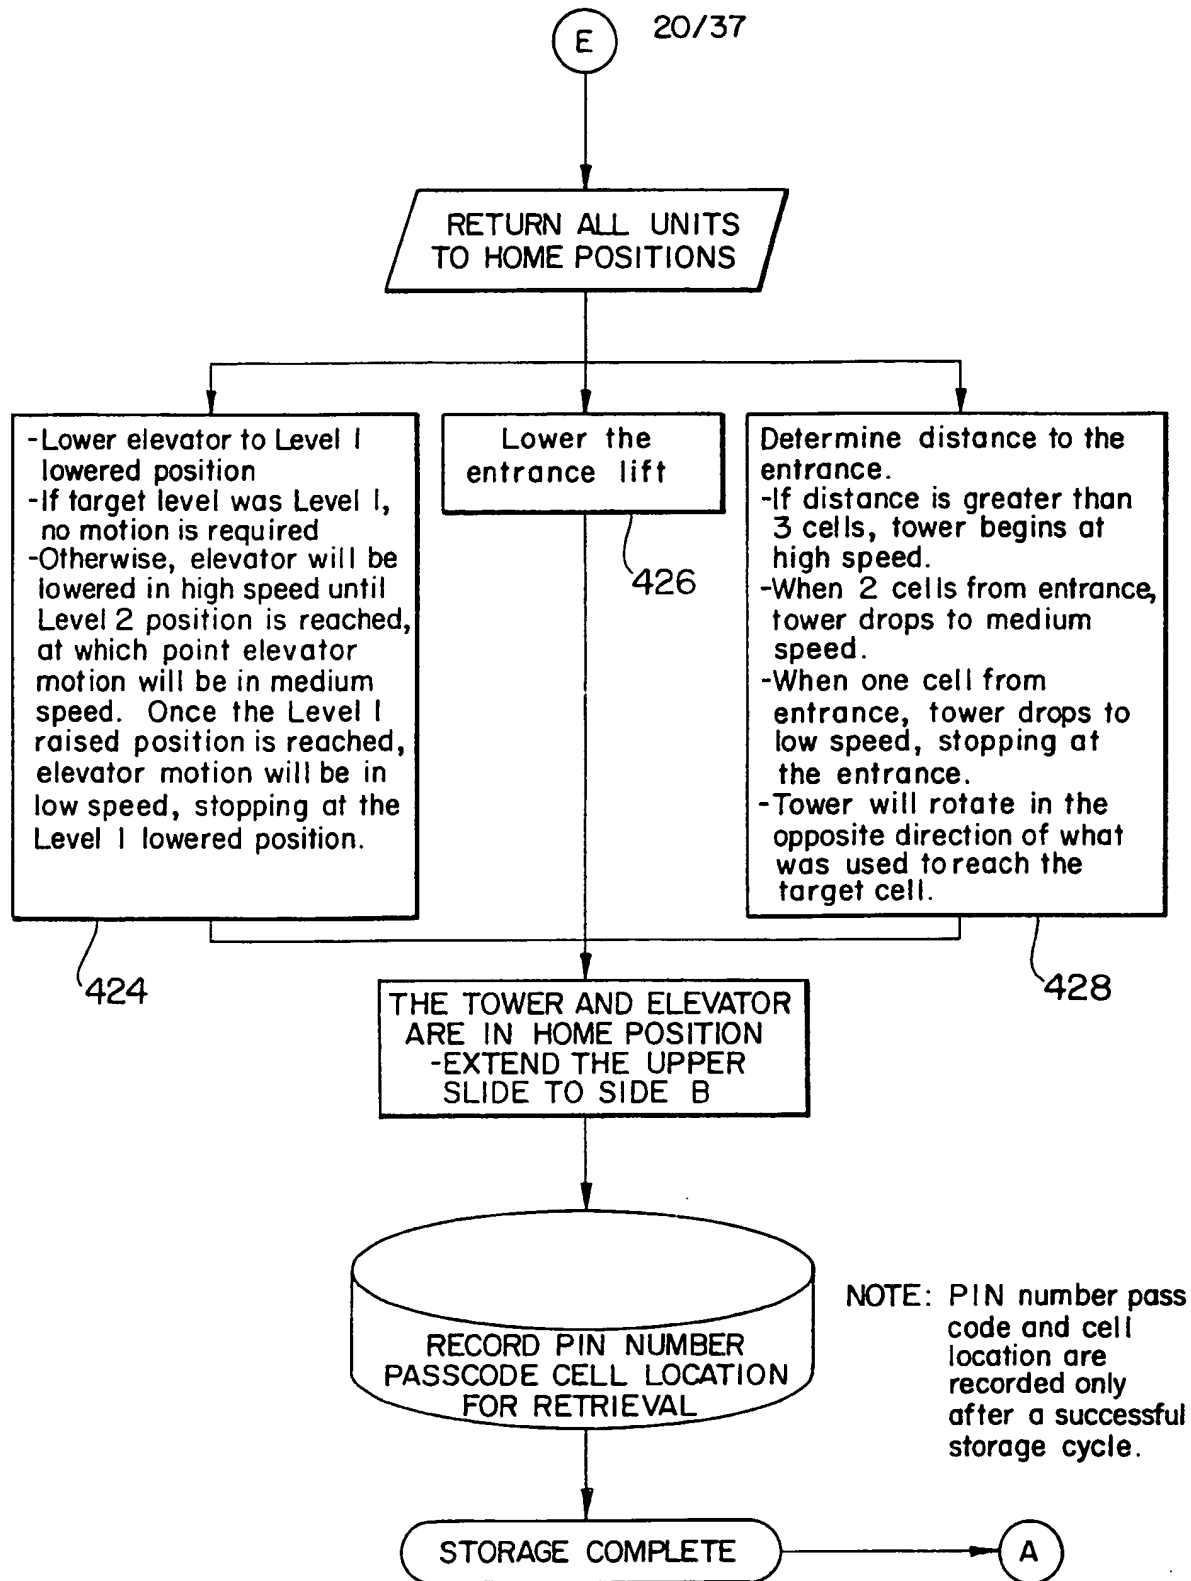 E
20/37
RETURN ALL UNITS
TO HOME POSITIONS
-Lower elevator to Level 1
lowered position
-If target level was Level 1,
no motion is required
-Otherwise, elevator will be
lowered in high speed until
Level 2 position is reached,
at which point elevator
motion will be in medium
speed. Once the Level 1
raised position is reached,
elevator motion will be in
low speed, stopping at the
Level 1 lowered position.
424
Lower the
entrance lift
426
Determine distance to the
entrance.
-If distance is greater than
3 cells, tower begins at
high speed.
-When 2 cells from entrance,
tower drops to medium
speed.
-When one cell from
entrance, tower drops to
low speed, stopping at
the entrance.
-Tower will rotate in the
opposite direction of what
was used to reach the
target cell.
428
THE TOWER AND ELEVATOR
ARE IN HOME POSITION
-EXTEND THE UPPER
SLIDE TO SIDE B
RECORD PIN NUMBER
PASSCODE CELL LOCATION
FOR RETRIEVAL
NOTE: PIN number pass
code and cell
location are
recorded only
after a successful
storage cycle.
STORAGE COMPLETE
A